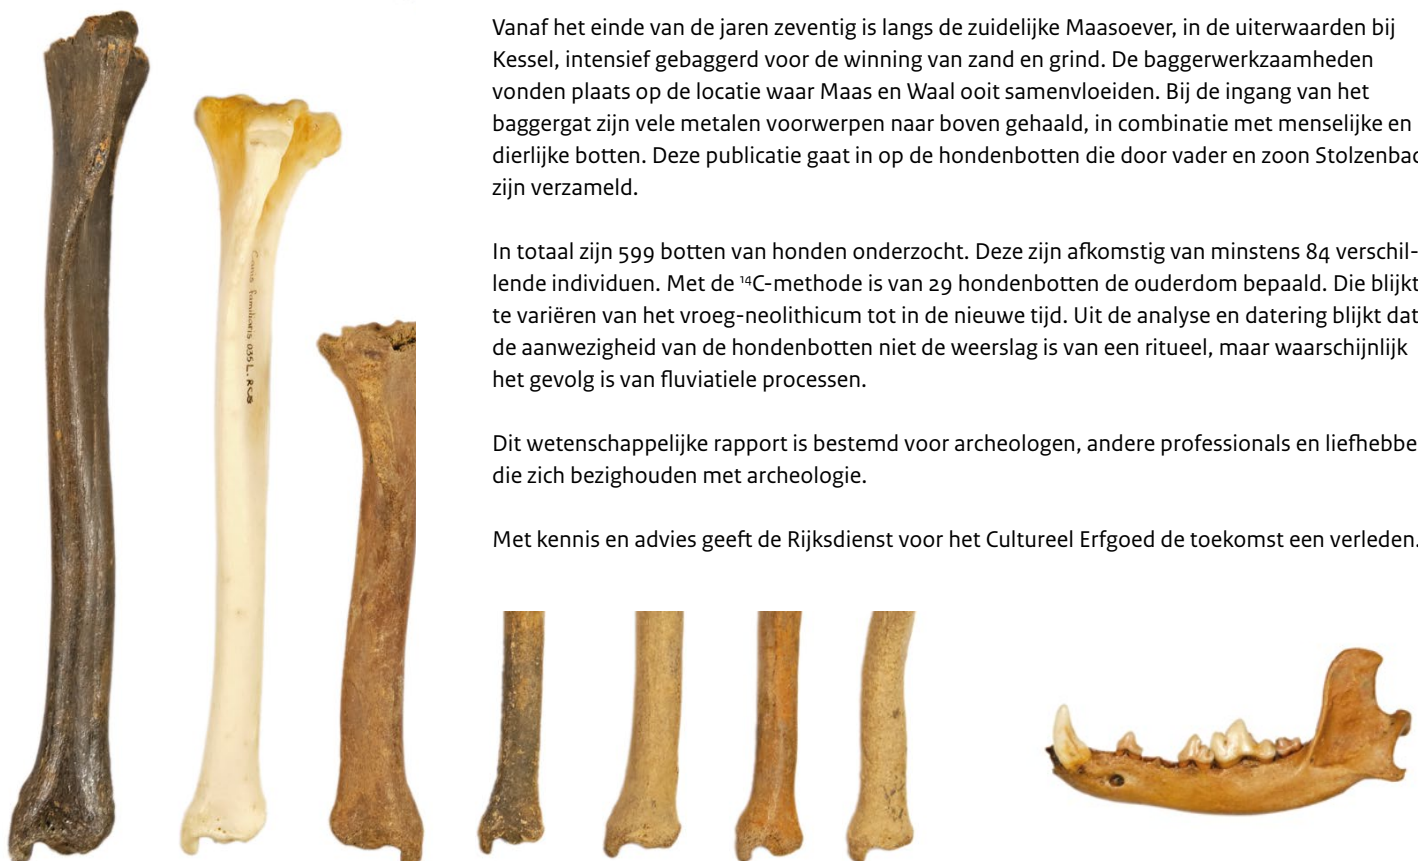 Vanaf het einde van de jaren zeventig is langs de zuidelijke Maasoever, in de uiterwaarden bij
Kessel, intensief gebaggerd voor de winning van zand en grind. De baggerwerkzaamheden
vonden plaats op de locatie waar Maas en Waal ooit samenvloeiden. Bij de ingang van het
baggergat zijn vele metalen voorwerpen naar boven gehaald, in combinatie met menselijke en
dierlijke botten. Deze publicatie gaat in op de hondenbotten die door vader en zoon Stolzenbac
zijn verzameld.
In totaal zijn 599 botten van honden onderzocht. Deze zijn afkomstig van minstens 84 verschil-
lende individuen. Met de ¹⁴C-methode is van 29 hondenbotten de ouderdom bepaald. Die blijkt
te variëren van het vroeg-neolithicum tot in de nieuwe tijd. Uit de analyse en datering blijkt dat
de aanwezigheid van de hondenbotten niet de weerslag is van een ritueel, maar waarschijnlijk
het gevolg is van fluviatiele processen.
Dit wetenschappelijke rapport is bestemd voor archeologen, andere professionals en liefhebbe
die zich bezighouden met archeologie.
Met kennis en advies geeft de Rijksdienst voor het Cultureel Erfgoed de toekomst een verleden.
Canis familiaris 035L. RCE